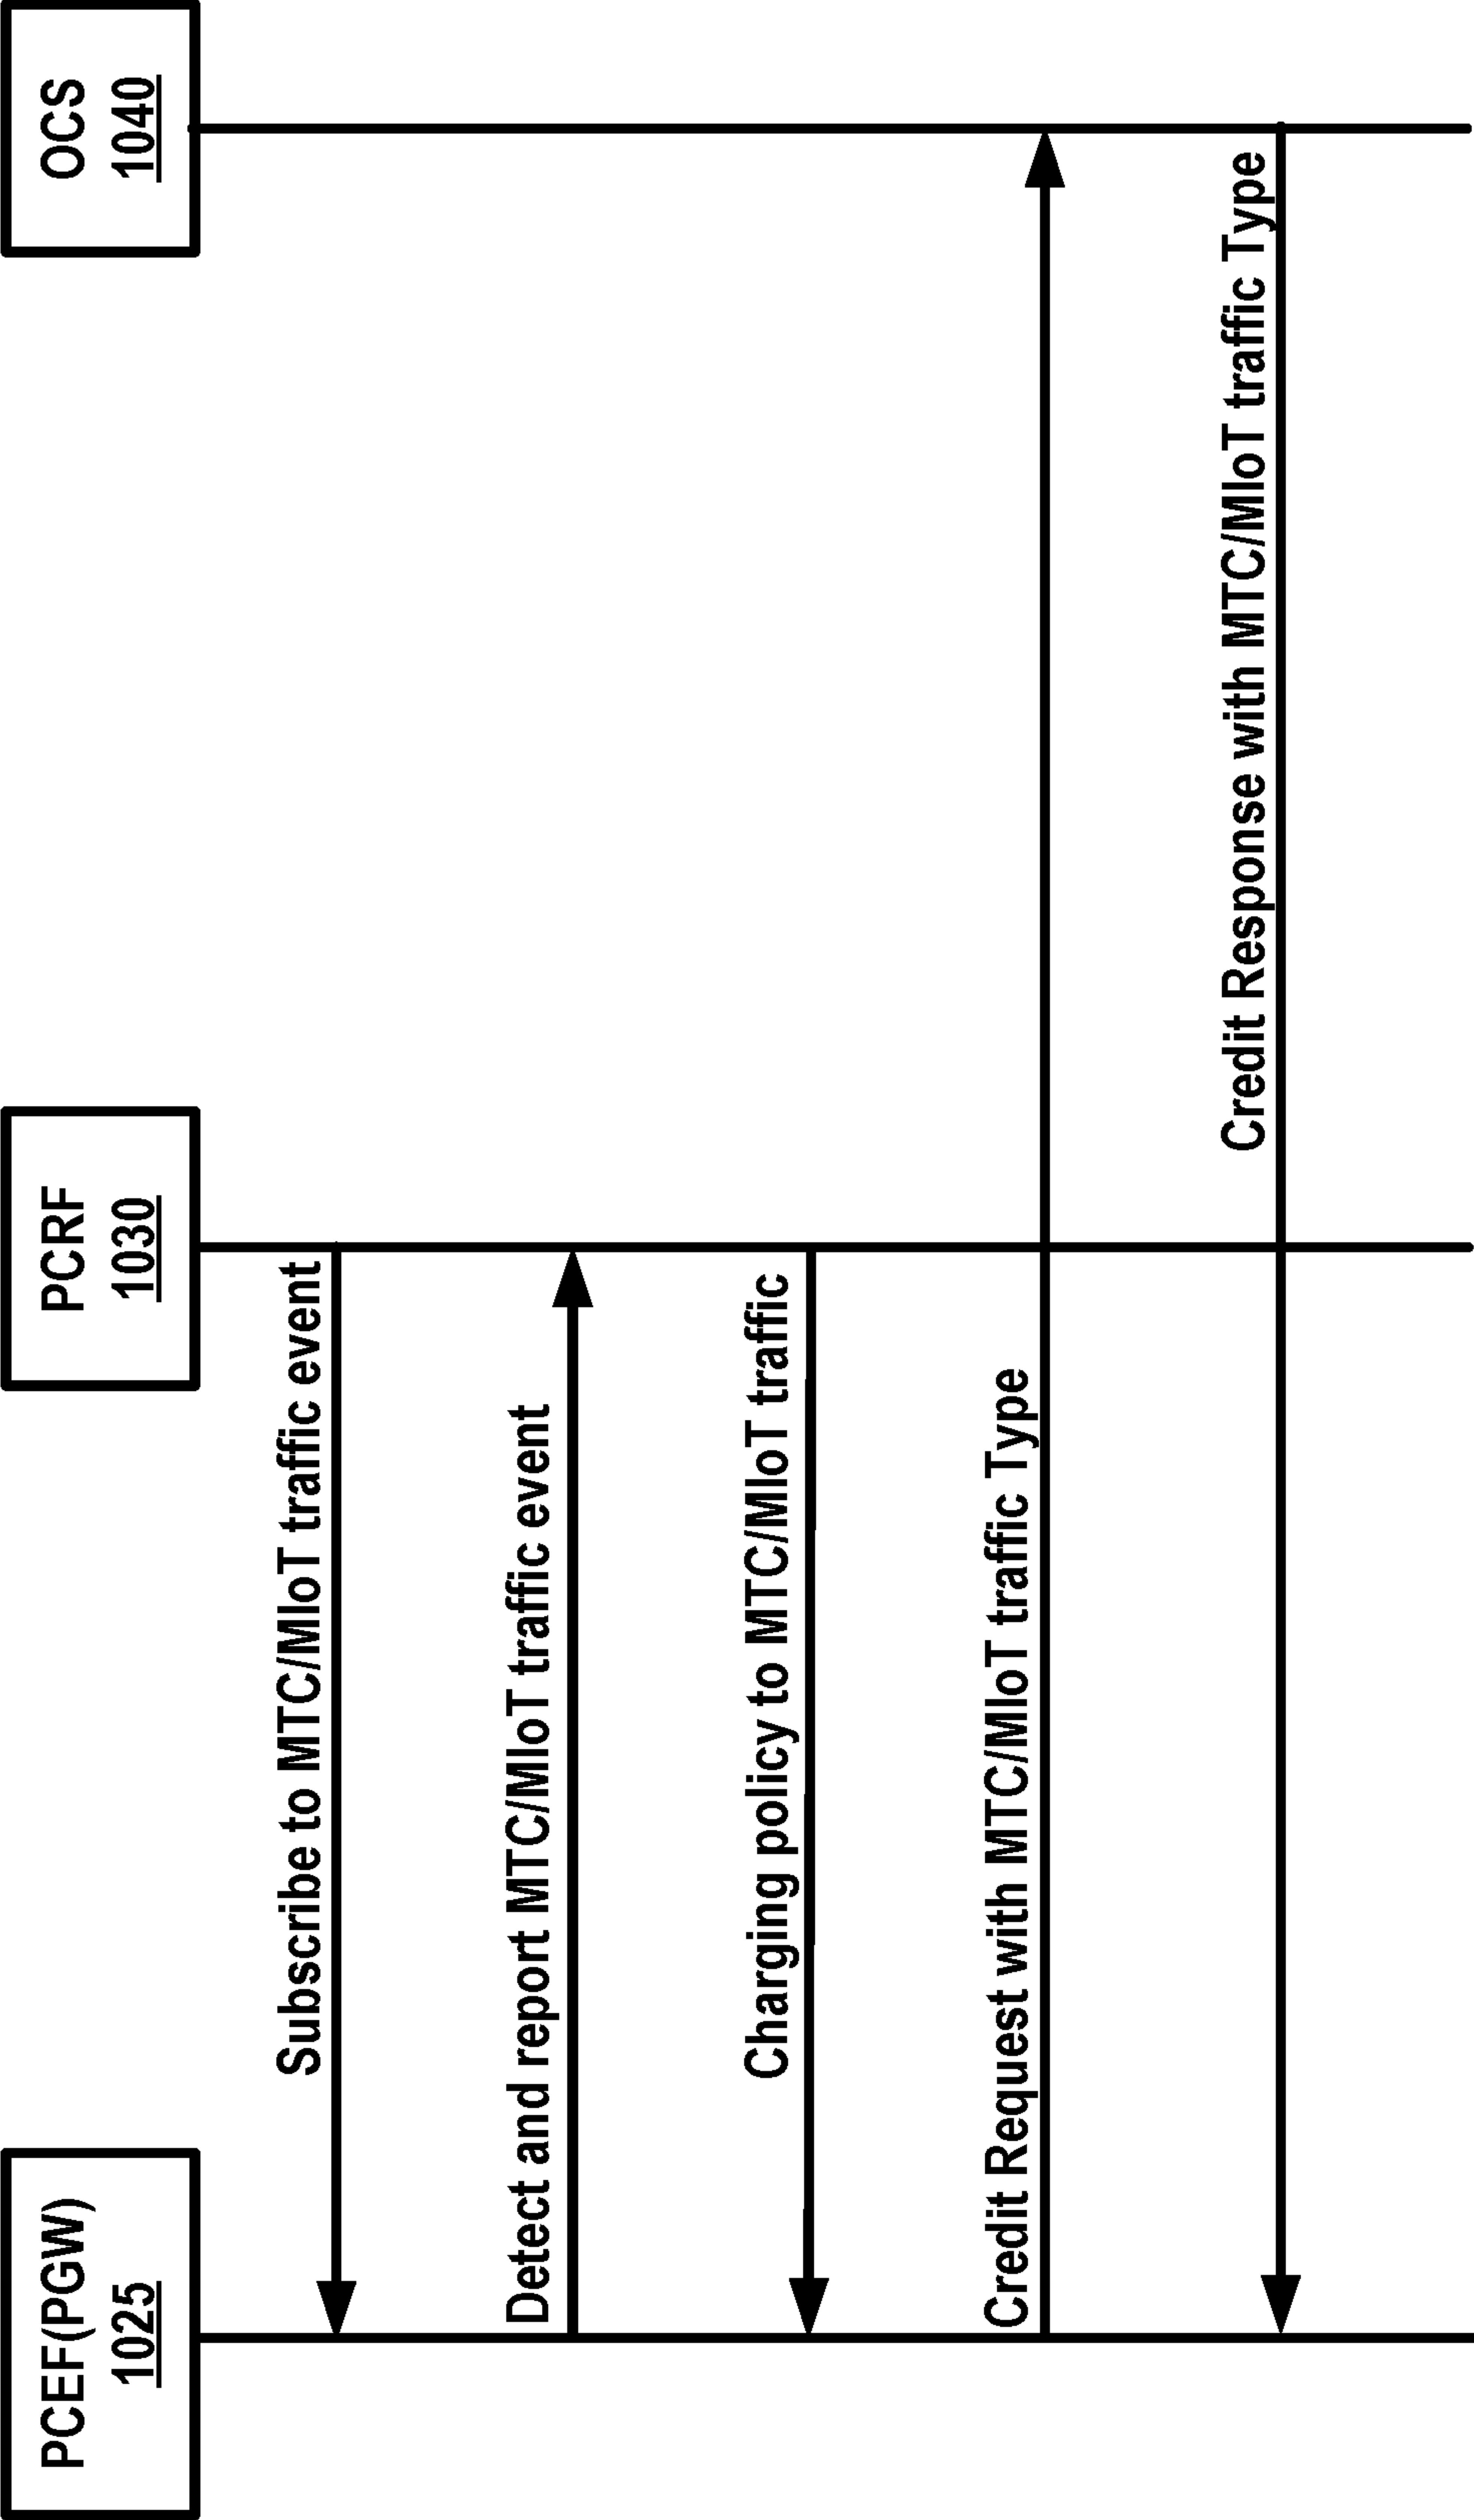 PCEF(PGW)
1025
PCRF
1030
OCS
1040
Subscribe to MTC/MIoT traffic event
Detect and report MTC/MIoT traffic event
Charging policy to MTC/MIoT traffic
Credit Request with MTC/MIoT traffic Type
Credit Response with MTC/MIoT traffic Type